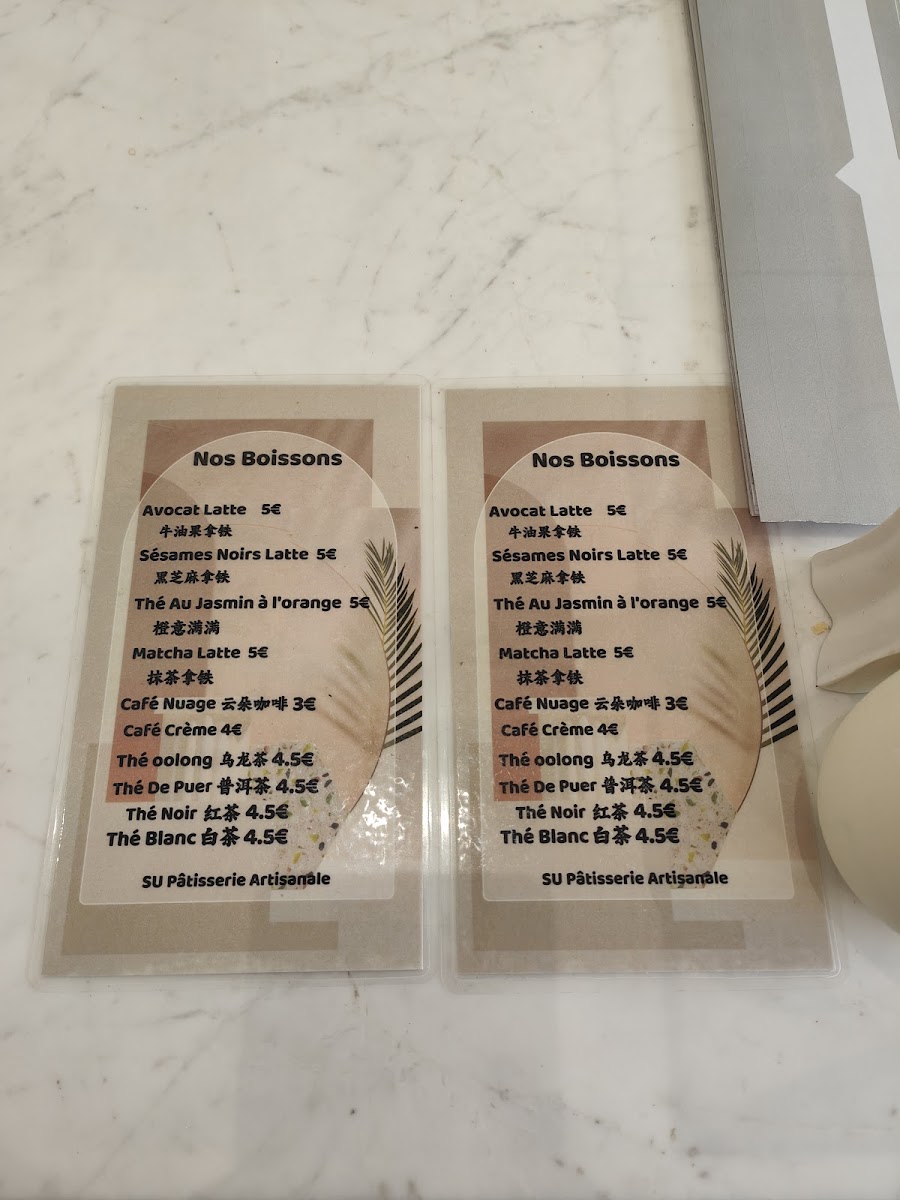 Nos Boissons
Avocat Latte 5€
牛油果拿铁
Sésames Noirs Latte 5€
黑芝麻拿铁
Thé Au Jasmin à l'orange 5€
橙意满满
Matcha Latte 5€
抹茶拿铁
Café Nuage 云朵咖啡 3€
Café Crème 4€
Thé oolong 乌龙茶 4.5€
Thé De Puer 普洱茶 4.5€
Thé Noir 红茶 4.5€
Thé Blanc 白茶 4.5€
SU Pâtisserie Artisanale
Nos Boissons
Avocat Latte 5€
牛油果拿铁
Sésames Noirs Latte 5€
黑芝麻拿铁
Thé Au Jasmin à l'orange 5€
橙意满满
Matcha Latte 5€
抹茶拿铁
Café Nuage 云朵咖啡 3€
Café Crème 4€
Thé oolong 乌龙茶 4.5€
Thé De Puer 普洱茶 4.5€
Thé Noir 红茶 4.5€
Thé Blanc 白茶 4.5€
SU Pâtisserie Artisanale